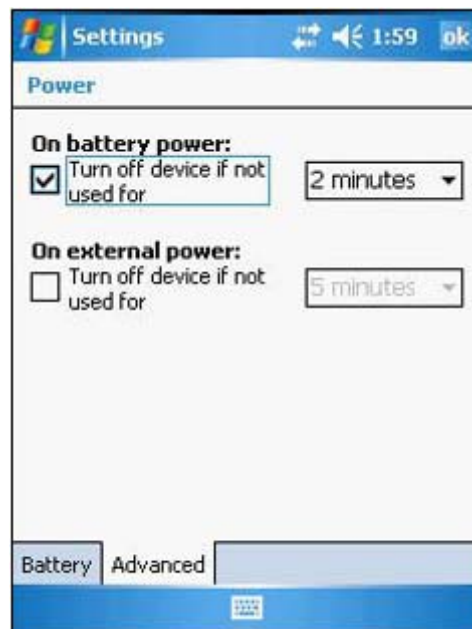 Settings 1:59 ok
Power
On battery power:
Turn off device if not
used for
2 minutes
On external power:
Turn off device if not
used for
5 minutes
Battery Advanced